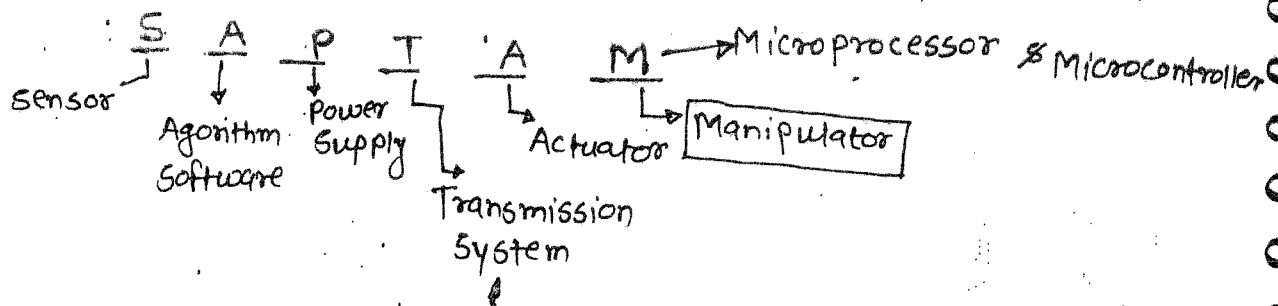 S A P T A M → Microprocessor & Microcontroller
Sensor
Agorithm Software
Power Supply
Transmission System
Actuator
Manipulator